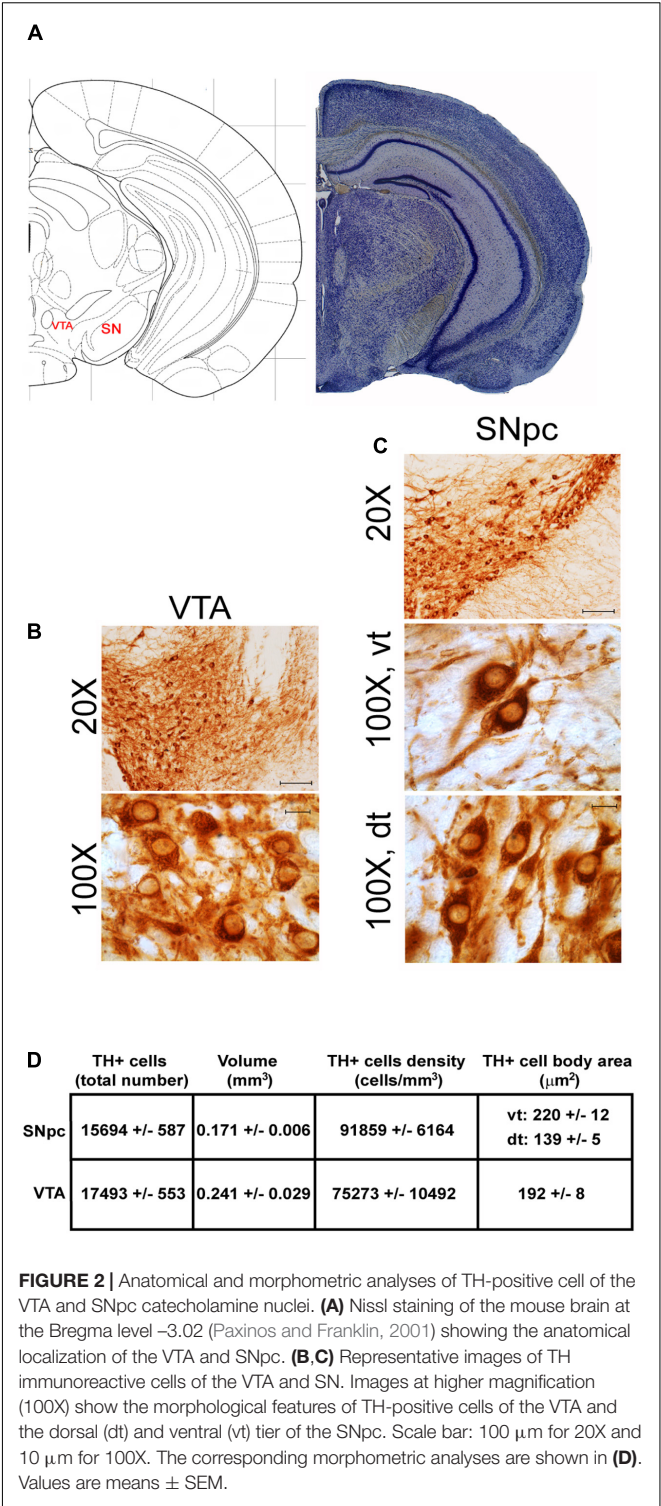 A
VTA
SN
SNpc
C
20X
100X, vt
100X, dt
VTA
B
20X
100X
D
TH+ cells (total number) Volume (mm³) TH+ cells density (cells/mm³) TH+ cell body area (μm²)
SNpc 15694 +/- 587 0.171 +/- 0.006 91859 +/- 6164 vt: 220 +/- 12
dt: 139 +/- 5
VTA 17493 +/- 553 0.241 +/- 0.029 75273 +/- 10492 192 +/- 8
FIGURE 2 | Anatomical and morphometric analyses of TH-positive cell of the
VTA and SNpc catecholamine nuclei. (A) Nissl staining of the mouse brain at
the Bregma level –3.02 (Paxinos and Franklin, 2001) showing the anatomical
localization of the VTA and SNpc. (B,C) Representative images of TH
immunoreactive cells of the VTA and SN. Images at higher magnification
(100X) show the morphological features of TH-positive cells of the VTA and
the dorsal (dt) and ventral (vt) tier of the SNpc. Scale bar: 100 μm for 20X and
10 μm for 100X. The corresponding morphometric analyses are shown in (D).
Values are means ± SEM.